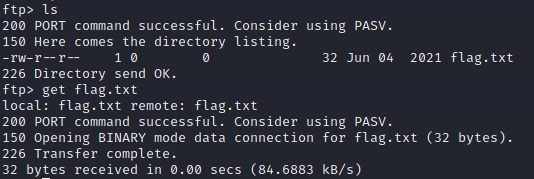 ftp> ls
200 PORT command successful. Consider using PASV.
150 Here comes the directory listing.
-rw-r--r--    1 0        0              32 Jun 04  2021 flag.txt
226 Directory send OK.
ftp> get flag.txt
local: flag.txt remote: flag.txt
200 PORT command successful. Consider using PASV.
150 Opening BINARY mode data connection for flag.txt (32 bytes).
226 Transfer complete.
32 bytes received in 0.00 secs (84.6883 kB/s)